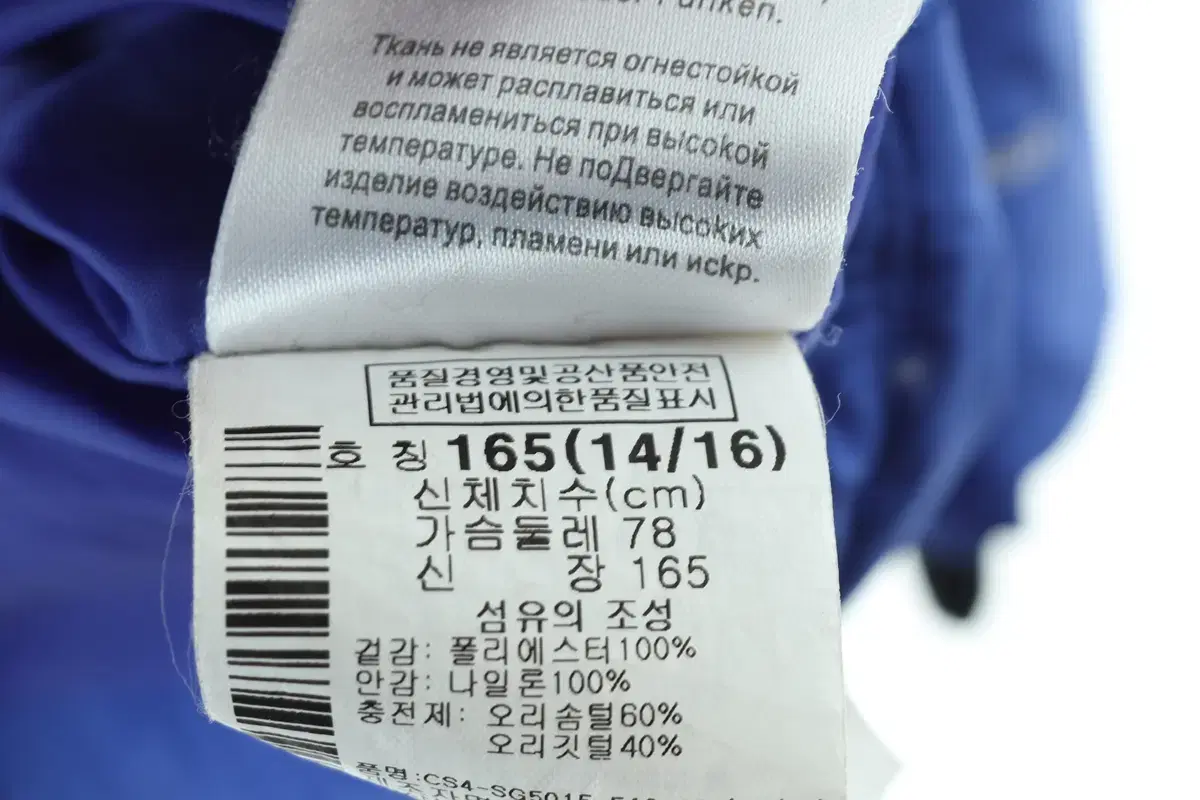 Funken.
Ткань не является огнестойкой
и может расплавиться или
воспламениться при высокой
температуре. Не поДвергайте
изделие воздействию высоких
температур, пламени или искр.
품질경영및공산품안전
관리법에의한품질표시
호 칭 165(14/16)
신체치수(cm)
가슴둘레 78
신 장 165
섬유의 조성
겉감: 폴리에스터100%
안감: 나일론100%
충전제: 오리솜털60%
오리깃털40%
품명:CS4-SG5015